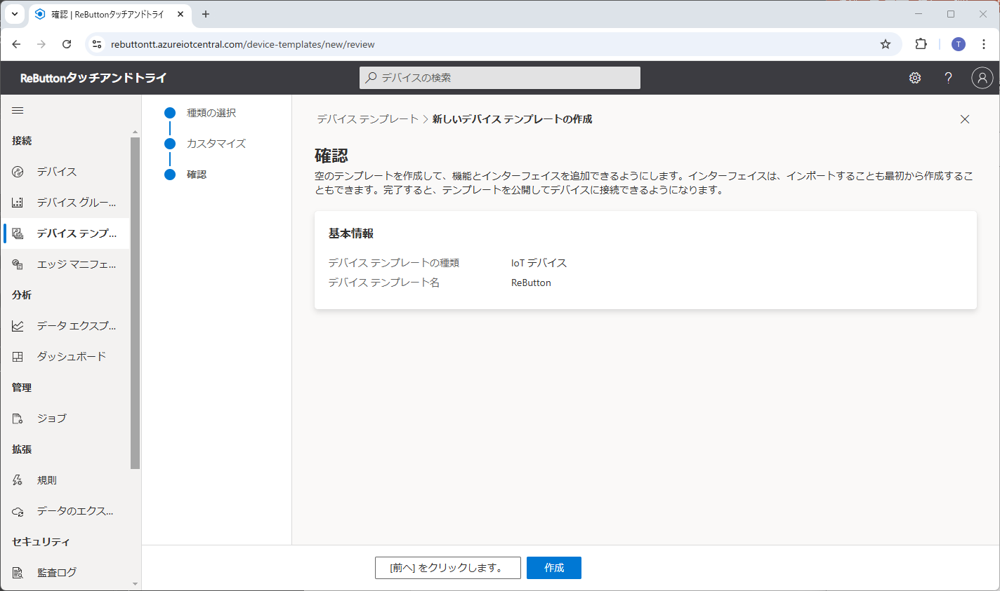 確認 | ReButtonタッチアンドトライ
rebuttontt.azureiotcentral.com/device-templates/new/review
T
ReButtonタッチアンドトライ
デバイスの検索
接続
デバイス
デバイス グルー...
デバイス テンプ...
エッジ マニフェ...
分析
データ エクスプ...
ダッシュボード
管理
ジョブ
拡張
規則
データのエクス...
セキュリティ
監査ログ
種類の選択
カスタマイズ
確認
デバイス テンプレート > 新しいデバイス テンプレートの作成
確認
空のテンプレートを作成して、機能とインターフェイスを追加できるようにします。インターフェイスは、インポートすることも最初から作成するこ
ともできます。完了すると、テンプレートを公開してデバイスに接続できるようになります。
基本情報
デバイス テンプレートの種類 IoT デバイス
デバイス テンプレート名 ReButton
[前へ] をクリックします。
作成